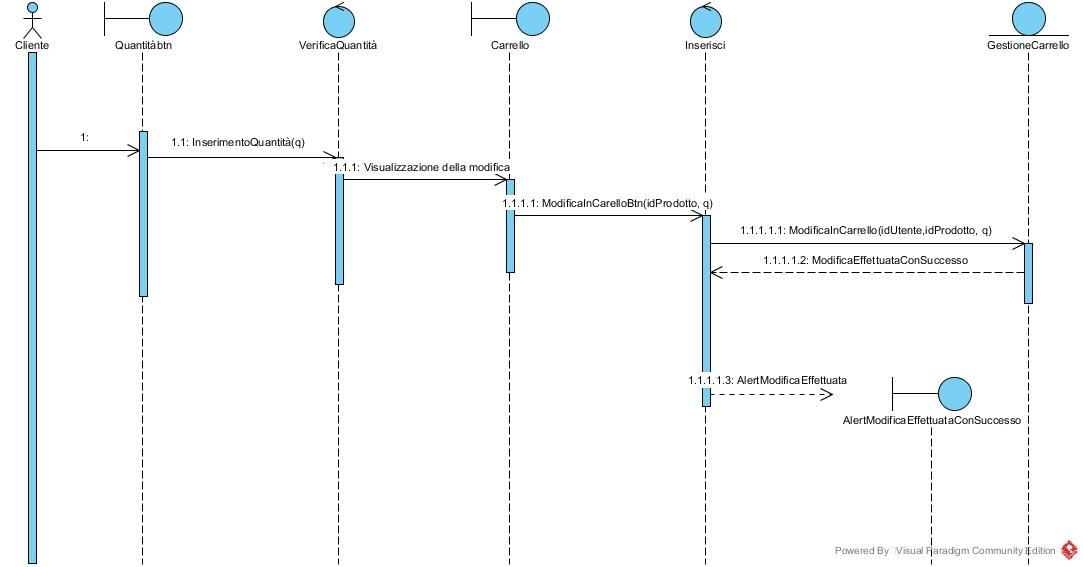 Cliente
Quantitàbtn
VerificaQuantità
Carrello
Inserisci
GestioneCarrello
1:
1.1: InserimentoQuantità(q)
1.1.1: Visualizzazione della modifica
1.1.1.1: ModificaInCarelloBtn(idProdotto, q)
1.1.1.1.1: ModificaInCarrello(idUtente,idProdotto, q)
1.1.1.1.2: ModificaEffettuataConSuccesso
1.1.1.1.3: AlertModificaEffettuata
AlertModificaEffettuataConSuccesso
Powered By Visual Paradigm Community Edition